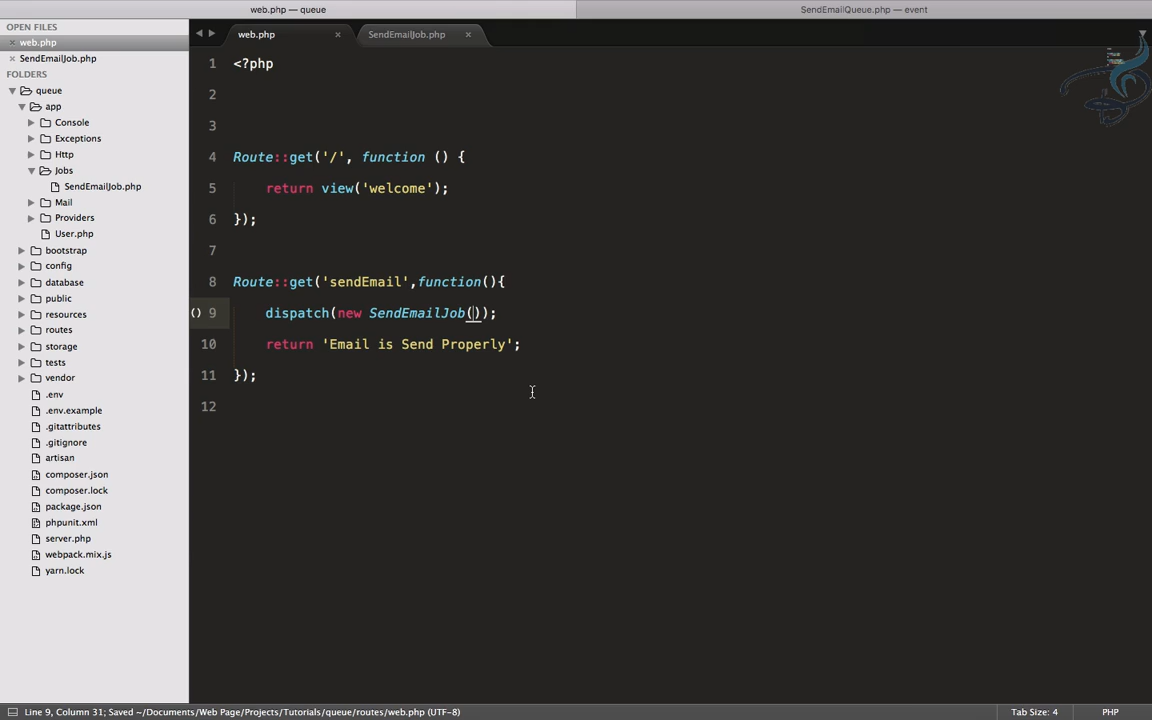 web.php — queue
SendEmailQueue.php — event
OPEN FILES
web.php
SendEmailJob.php
FOLDERS
queue
app
Console
Exceptions
Http
Jobs
SendEmailJob.php
Mail
Providers
User.php
bootstrap
config
database
public
resources
routes
storage
tests
vendor
.env
.env.example
.gitattributes
.gitignore
artisan
composer.json
composer.lock
package.json
phpunit.xml
server.php
webpack.mix.js
yarn.lock
web.php
SendEmailJob.php
1 <?php
2
3
4 Route::get('/', function () {
5 return view('welcome');
6 });
7
8 Route::get('sendEmail',function(){
() 9 dispatch(new SendEmailJob());
10 return 'Email is Send Properly';
11 });
12
Line 9, Column 31; Saved ~/Documents/Web Page/Projects/Tutorials/queue/routes/web.php (UTF-8)
Tab Size: 4
PHP